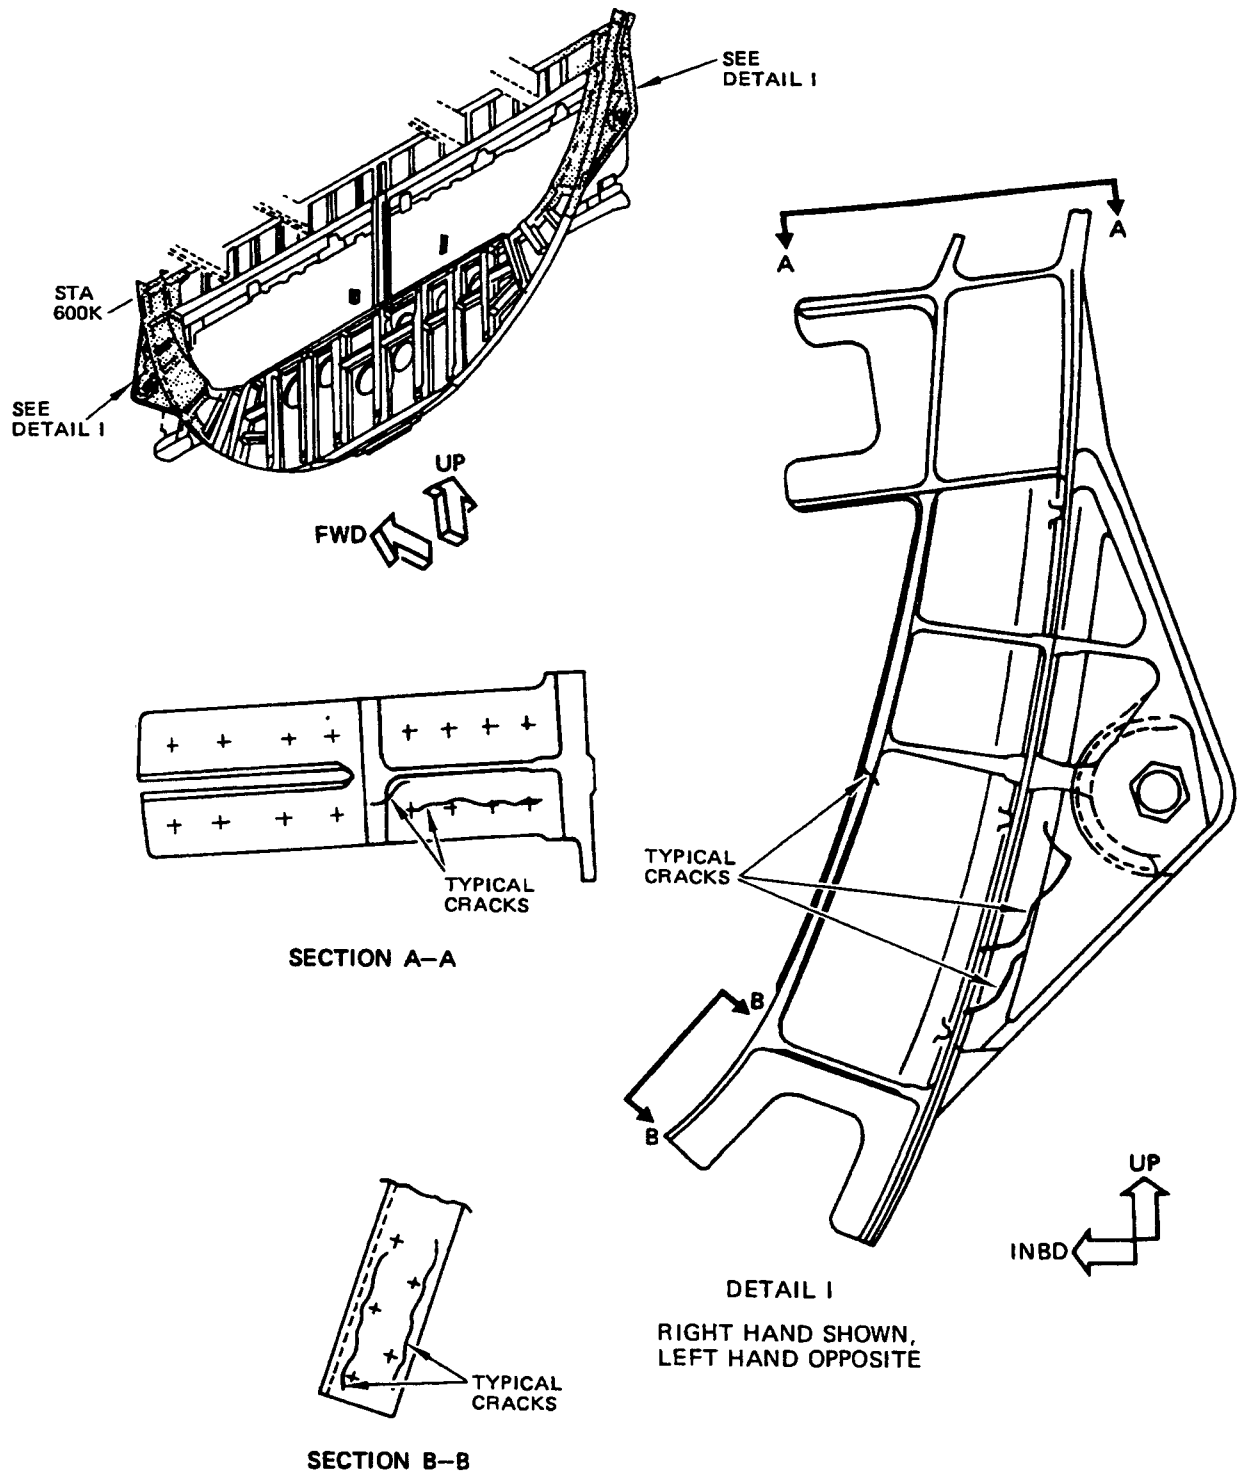 SEE
DETAIL I
STA
600K
SEE
DETAIL I
UP
FWD
A
A
TYPICAL
CRACKS
SECTION A–A
TYPICAL
CRACKS
B
B
UP
INBD
DETAIL I
RIGHT HAND SHOWN,
LEFT HAND OPPOSITE
TYPICAL
CRACKS
SECTION B–B